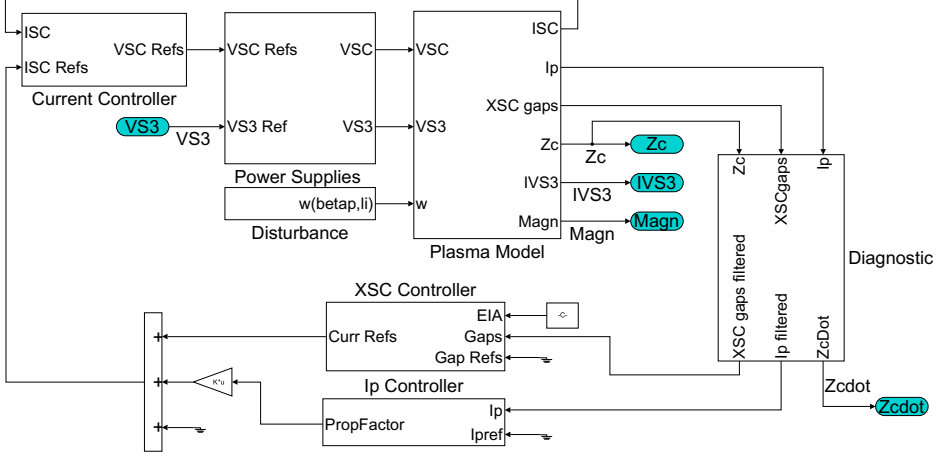 ISC
ISC Refs
VSC Refs
Current Controller
VSC Refs
VS3 Ref
VSC
VS3
Power Supplies
VS3
VS3
w(betap,li)
Disturbance
VSC
VS3
w
ISC
Ip
XSC gaps
Zc
IVS3
Magn
Plasma Model
Zc
Zc
IVS3
IVS3
Magn
Magn
Zc
XSCgaps
Ip
XSC gaps filtered
Ip filtered
ZcDot
Diagnostic
Zcdot
Zcdot
XSC Controller
Curr Refs
EIA
Gaps
Gap Refs
-C-
Ip Controller
PropFactor
Ip
Ipref
K*u
+
+
+